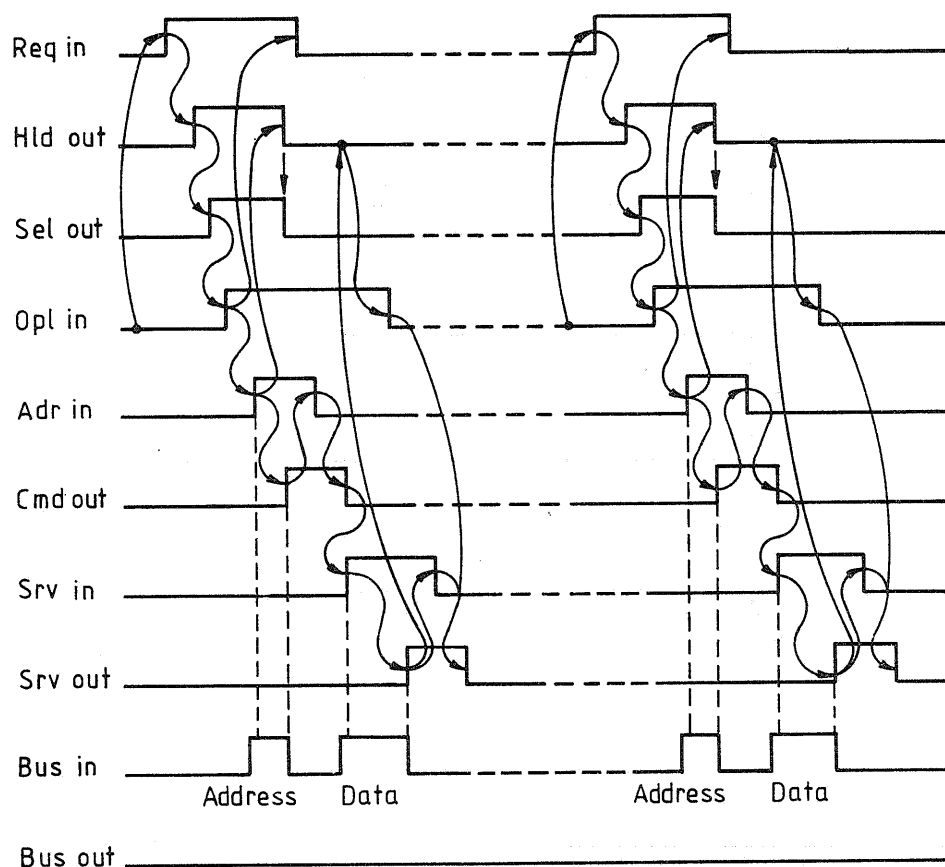 Req in
Hld out
Sel out
Opl in
Adr in
Cmd out
Srv in
Srv out
Bus in
Address Data Address Data
Bus out